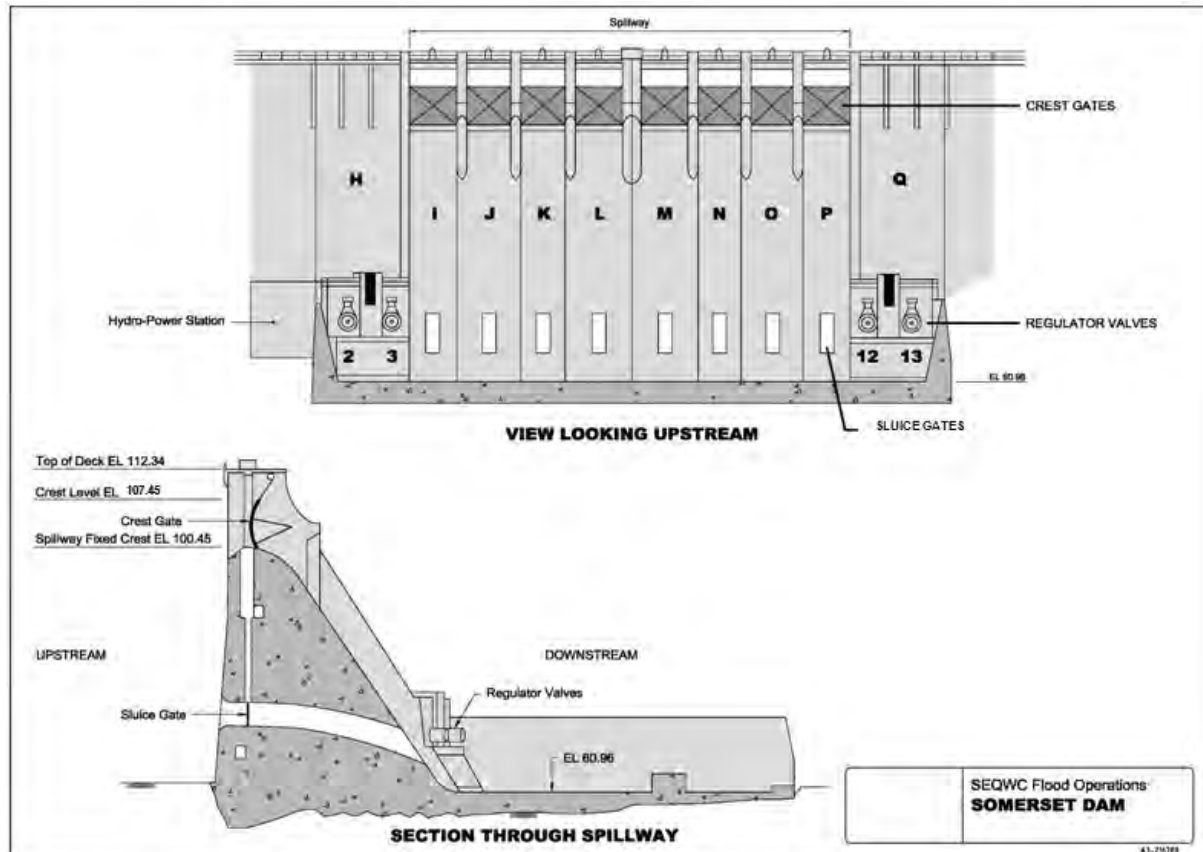 Spillway
CREST GATES
H
I
J
K
L
M
N
O
P
Q
Hydro-Power Station
REGULATOR VALVES
2
3
12
13
EL 60.96
VIEW LOOKING UPSTREAM
SLUICE GATES
Top of Deck EL 112.34
Crest Level EL 107.45
Crest Gate
Spillway Fixed Crest EL 100.45
UPSTREAM
DOWNSTREAM
Regulator Valves
Sluice Gate
EL 60.96
SECTION THROUGH SPILLWAY
SEQWC Flood Operations
SOMERSET DAM